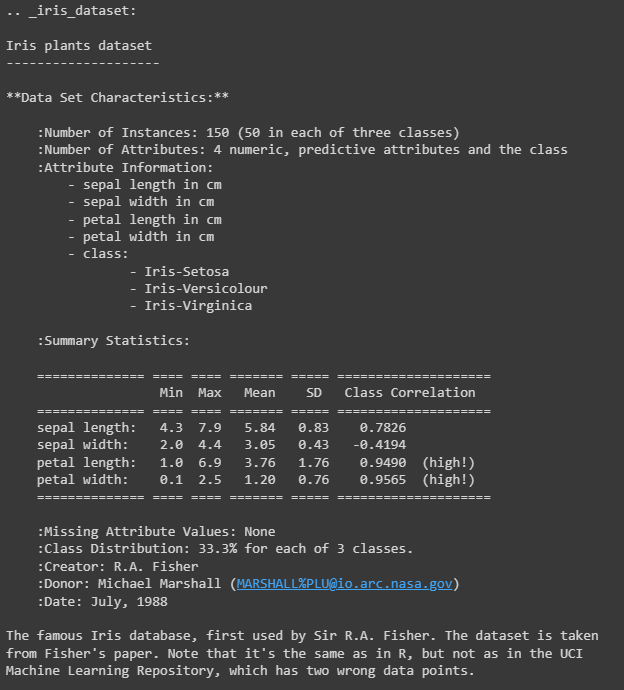 .. _iris_dataset:
Iris plants dataset
--------------------
**Data Set Characteristics:**
:Number of Instances: 150 (50 in each of three classes)
:Number of Attributes: 4 numeric, predictive attributes and the class
:Attribute Information:
- sepal length in cm
- sepal width in cm
- petal length in cm
- petal width in cm
- class:
- Iris-Setosa
- Iris-Versicolour
- Iris-Virginica
:Summary Statistics:
============== ==== ==== ======= ===== ====================
Min Max Mean SD Class Correlation
============== ==== ==== ======= ===== ====================
sepal length: 4.3 7.9 5.84 0.83 0.7826
sepal width: 2.0 4.4 3.05 0.43 -0.4194
petal length: 1.0 6.9 3.76 1.76 0.9490 (high!)
petal width: 0.1 2.5 1.20 0.76 0.9565 (high!)
============== ==== ==== ======= ===== ====================
:Missing Attribute Values: None
:Class Distribution: 33.3% for each of 3 classes.
:Creator: R.A. Fisher
:Donor: Michael Marshall (MARSHALL%PLU@io.arc.nasa.gov)
:Date: July, 1988
The famous Iris database, first used by Sir R.A. Fisher. The dataset is taken
from Fisher's paper. Note that it's the same as in R, but not as in the UCI
Machine Learning Repository, which has two wrong data points.